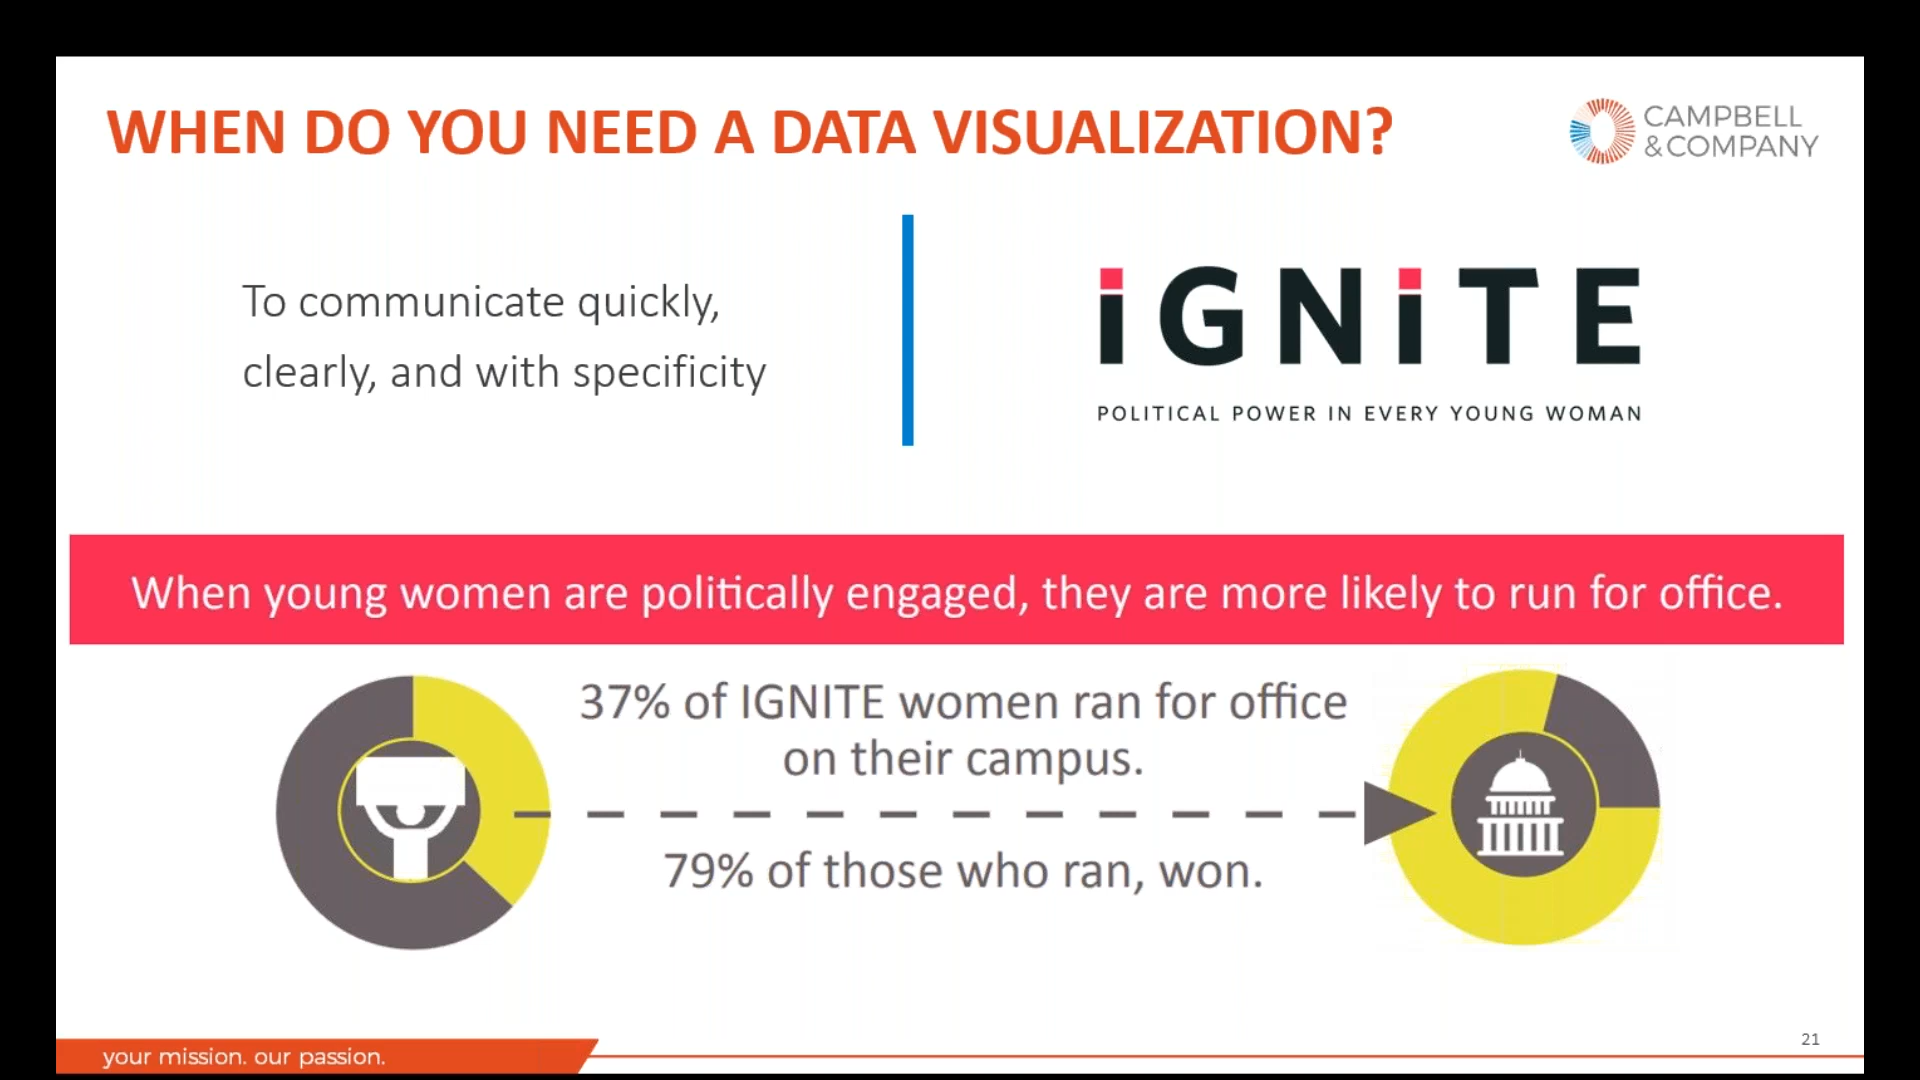 WHEN DO YOU NEED A DATA VISUALIZATION?
CAMPBELL
& COMPANY
To communicate quickly,
clearly, and with specificity
iGNiTE
POLITICAL POWER IN EVERY YOUNG WOMAN
When young women are politically engaged, they are more likely to run for office.
37% of IGNITE women ran for office
on their campus.
79% of those who ran, won.
your mission. our passion.
21